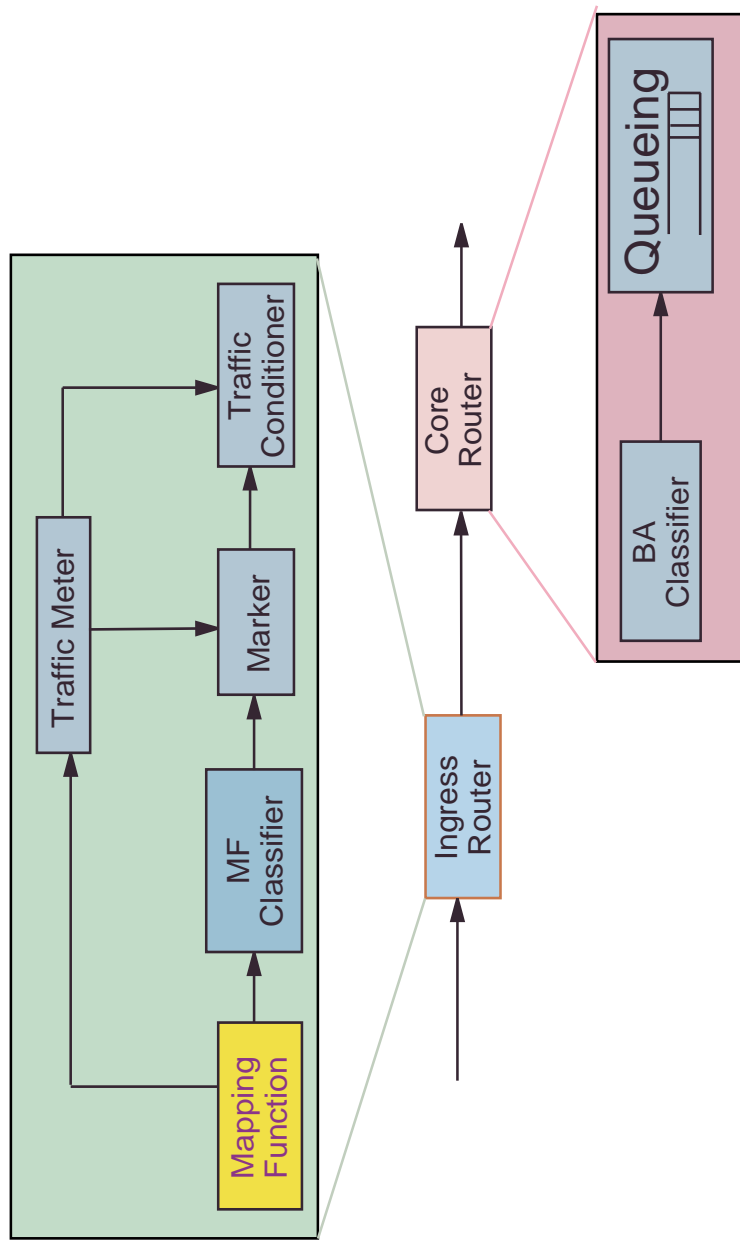 Traffic Meter
Mapping
Function
MF
Classifier
Marker
Traffic
Conditioner
Ingress
Router
Core
Router
BA
Classifier
Queueing